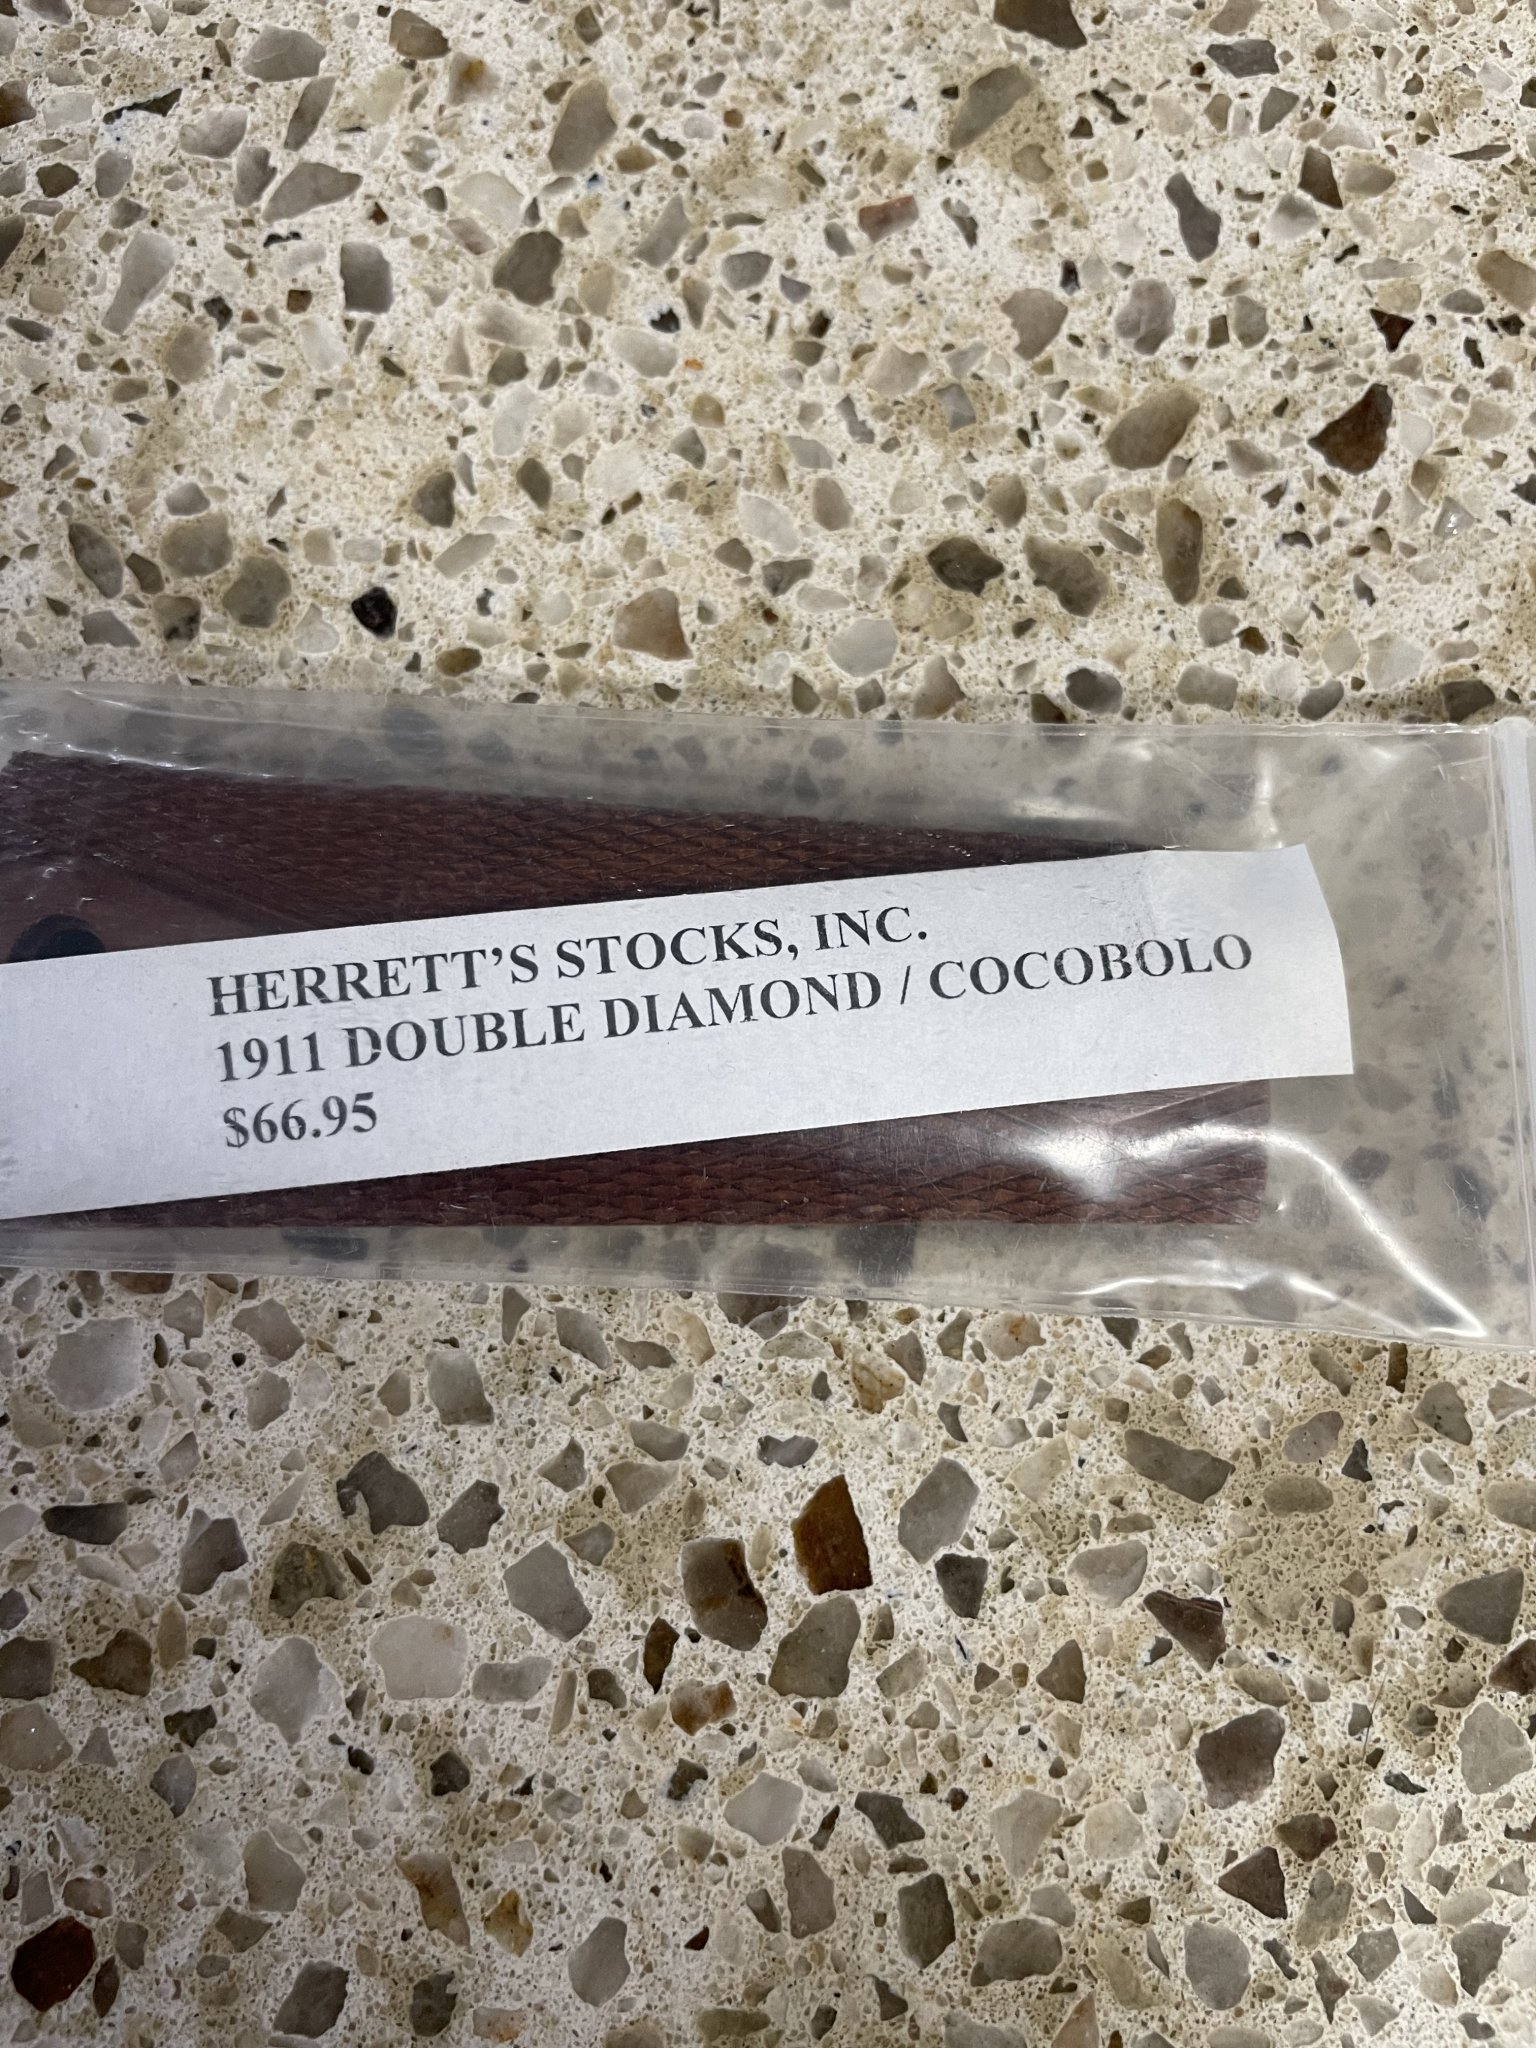 HERRETT'S STOCKS, INC.
1911 DOUBLE DIAMOND / COCOBOLO
$66.95